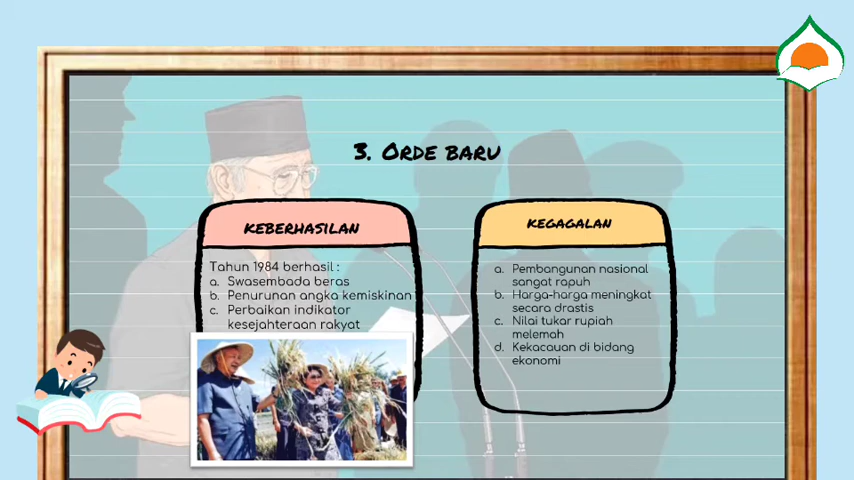 3. ORDE BARU
KEBERHASILAN
Tahun 1984 berhasil :
a. Swasembada beras
b. Penurunan angka kemiskinan
c. Perbaikan indikator
kesejahteraan rakyat
KEGAGALAN
a. Pembangunan nasional
sangat rapuh
b. Harga-harga meningkat
secara drastis
c. Nilai tukar rupiah
melemah
d. Kekacauan di bidang
ekonomi